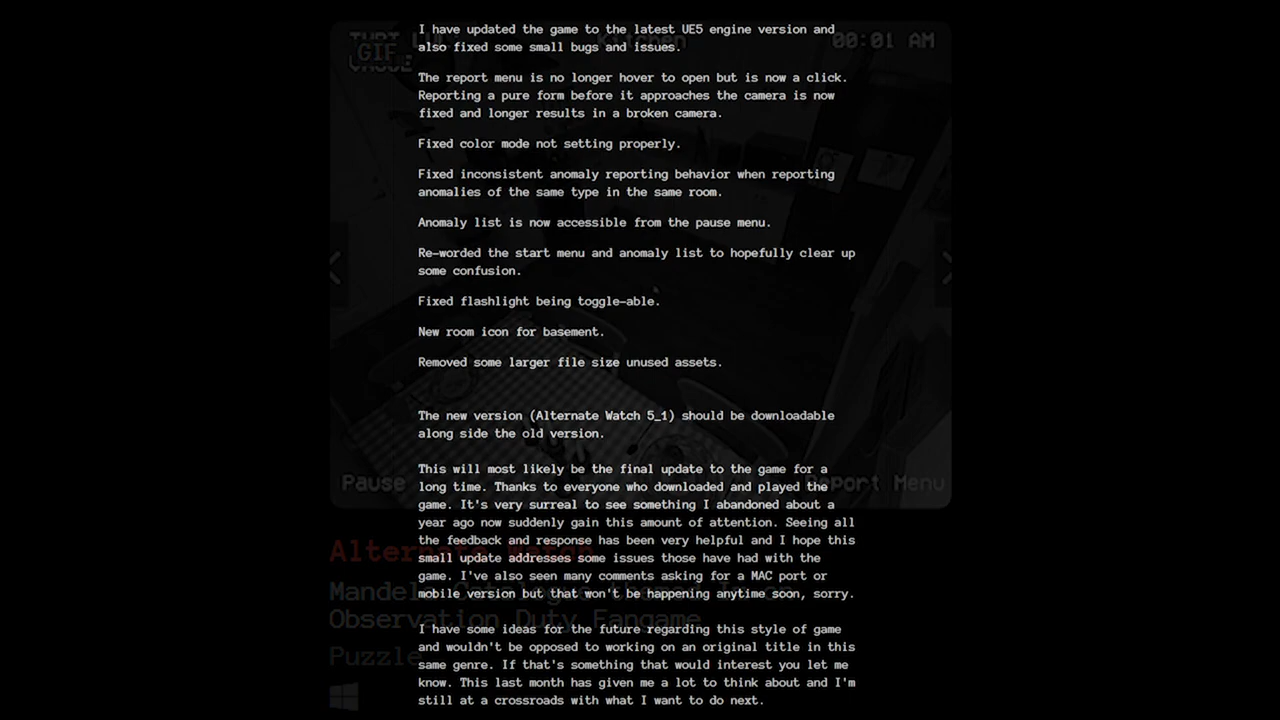 I have updated the game to the latest UE5 engine version and
also fixed some small bugs and issues.
The report menu is no longer hover to open but is now a click.
Reporting a pure form before it approaches the camera is now
fixed and longer results in a broken camera.
Fixed color mode not setting properly.
Fixed inconsistent anomaly reporting behavior when reporting
anomalies of the same type in the same room.
Anomaly list is now accessible from the pause menu.
Re-worded the start menu and anomaly list to hopefully clear up
some confusion.
Fixed flashlight being toggle-able.
New room icon for basement.
Removed some larger file size unused assets.
The new version (Alternate Watch 5_1) should be downloadable
along side the old version.
This will most likely be the final update to the game for a
long time. Thanks to everyone who downloaded and played the
game. It's very surreal to see something I abandoned about a
year ago now suddenly gain this amount of attention. Seeing all
the feedback and response has been very helpful and I hope this
small update addresses some issues those have had with the
game. I've also seen many comments asking for a MAC port or
mobile version but that won't be happening anytime soon, sorry.
I have some ideas for the future regarding this style of game
and wouldn't be opposed to working on an original title in this
same genre. If that's something that would interest you let me
know. This last month has given me a lot to think about and I'm
still at a crossroads with what I want to do next.
GIF
00:01 AM
Pause
Report Menu
Alternate Watch
Observation Duty Fangame
Puzzle